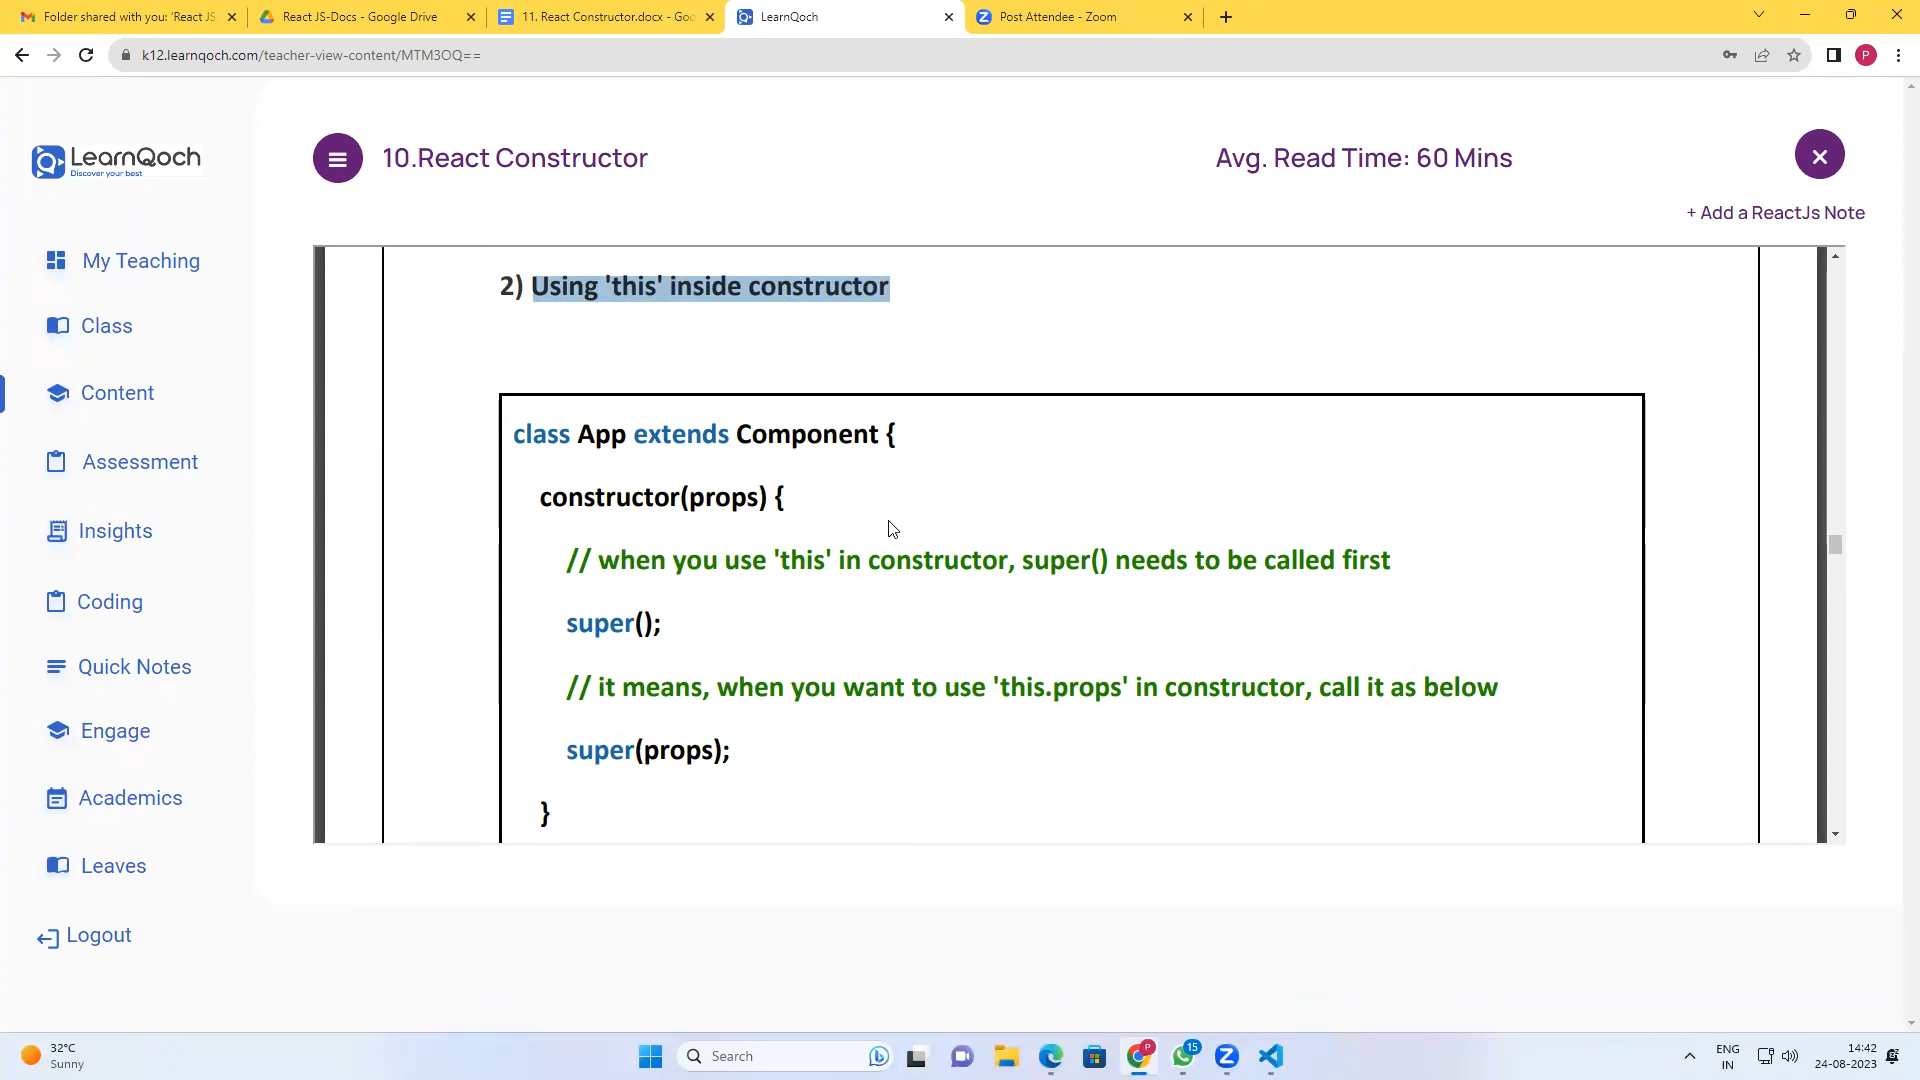 Folder shared with you: 'React JS
React JS-Docs - Google Drive
11. React Constructor.docx - Goo
LearnQoch
Post Attendee - Zoom
k12.learnqoch.com/teacher-view-content/MTM3OQ==
P
LearnQoch
Discover your best
10.React Constructor
Avg. Read Time: 60 Mins
+ Add a ReactJs Note
My Teaching
Class
Content
Assessment
Insights
Coding
Quick Notes
Engage
Academics
Leaves
Logout
2) Using 'this' inside constructor
class App extends Component {
constructor(props) {
// when you use 'this' in constructor, super() needs to be called first
super();
// it means, when you want to use 'this.props' in constructor, call it as below
super(props);
}
32°C
Sunny
Search
P
15
ENG
IN
14:42
24-08-2023